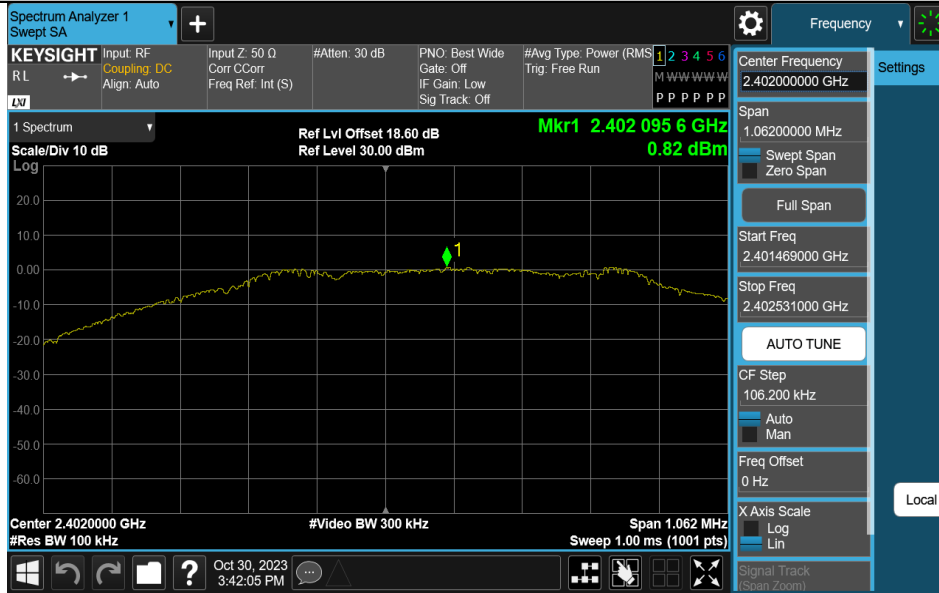 Spectrum Analyzer 1
Swept SA
+
Frequency
KEYSIGHT
R L
LXI
Input: RF
Coupling: DC
Align: Auto
Input Z: 50 Ω
Corr CCorr
Freq Ref: Int (S)
#Atten: 30 dB
PNO: Best Wide
Gate: Off
IF Gain: Low
Sig Track: Off
#Avg Type: Power (RMS
Trig: Free Run
1 2 3 4 5 6
M W W W W W
P P P P P P
Center Frequency
2.402000000 GHz
Settings
Span
1.06200000 MHz
Swept Span
Zero Span
Full Span
Start Freq
2.401469000 GHz
Stop Freq
2.402531000 GHz
AUTO TUNE
CF Step
106.200 kHz
Auto
Man
Freq Offset
0 Hz
X Axis Scale
Log
Lin
Signal Track
(Span Zoom)
Local
1 Spectrum
Scale/Div 10 dB
Log
Ref Lvl Offset 18.60 dB
Ref Level 30.00 dBm
Mkr1 2.402 095 6 GHz
0.82 dBm
20.0
10.0
0.00
-10.0
-20.0
-30.0
-40.0
-50.0
-60.0
1
Center 2.4020000 GHz
#Res BW 100 kHz
#Video BW 300 kHz
Span 1.062 MHz
Sweep 1.00 ms (1001 pts)
?
Oct 30, 2023
3:42:05 PM